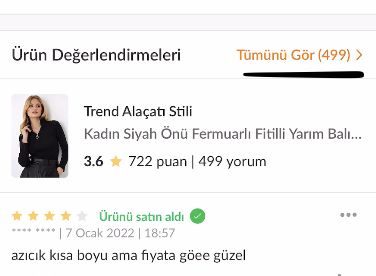 Ürün Değerlendirmeleri
Tümünü Gör (499) >
Trend Alaçatı Stili
Kadın Siyah Önü Fermuarlı Fitilli Yarım Balı...
3.6 ★ 722 puan | 499 yorum
Ürünü satın aldı
**** **** | 7 Ocak 2022 | 18:57
azıcık kısa boyu ama fiyata göee güzel